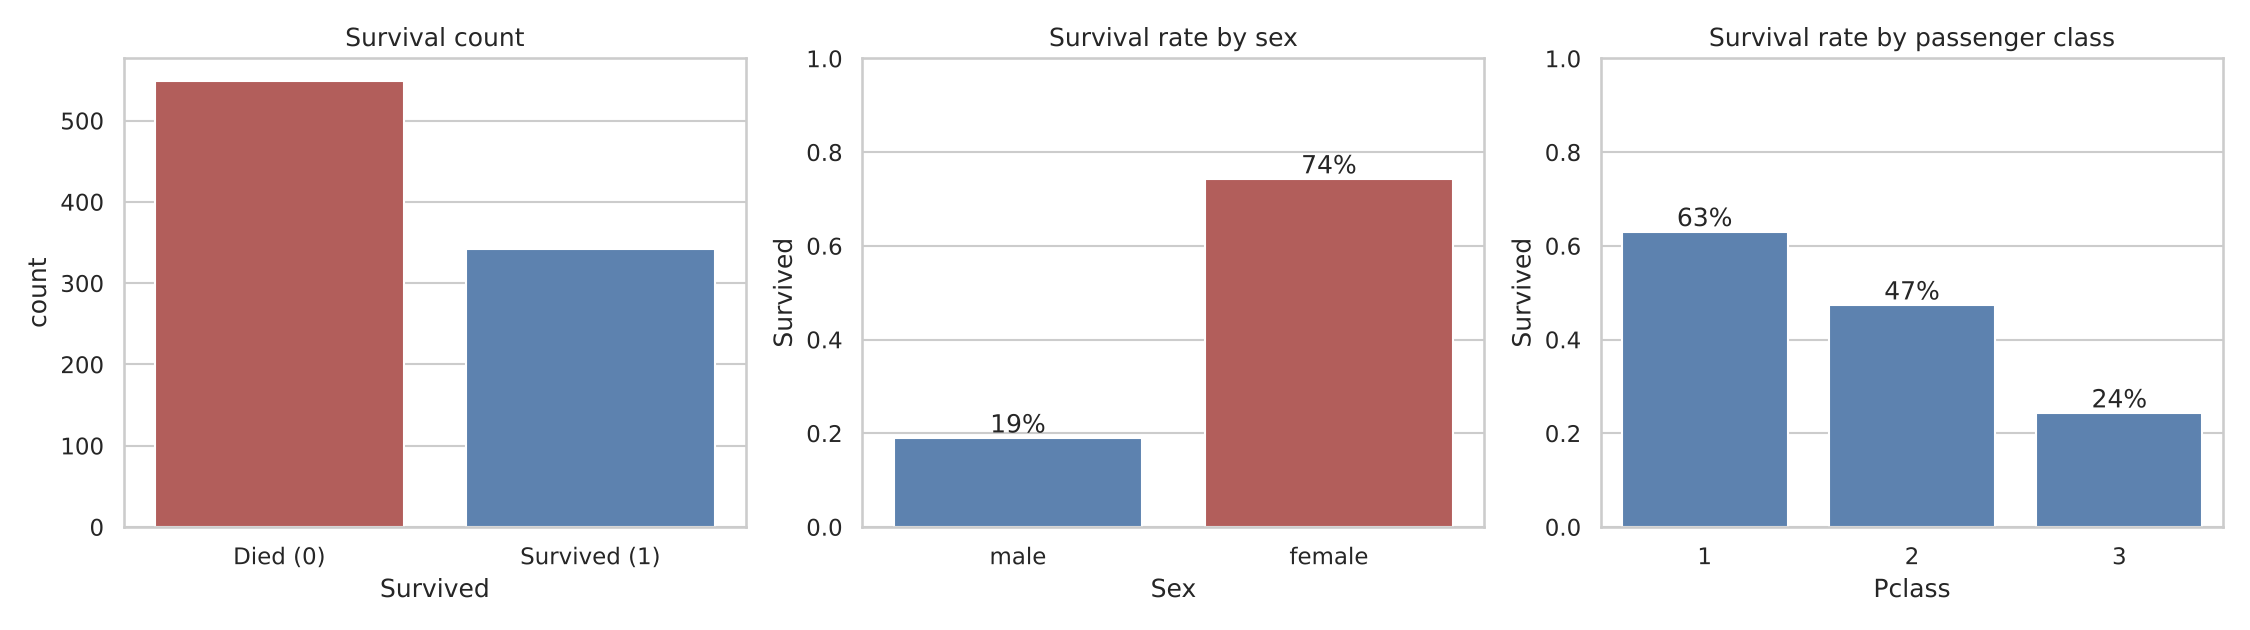 Survival count
500
400
300
200
100
0
count
Died (0) Survived (1)
Survived
Survival rate by sex
1.0
0.8
0.6
0.4
0.2
0.0
Survived
19%
74%
male female
Sex
Survival rate by passenger class
1.0
0.8
0.6
0.4
0.2
0.0
Survived
63%
47%
24%
1 2 3
Pclass